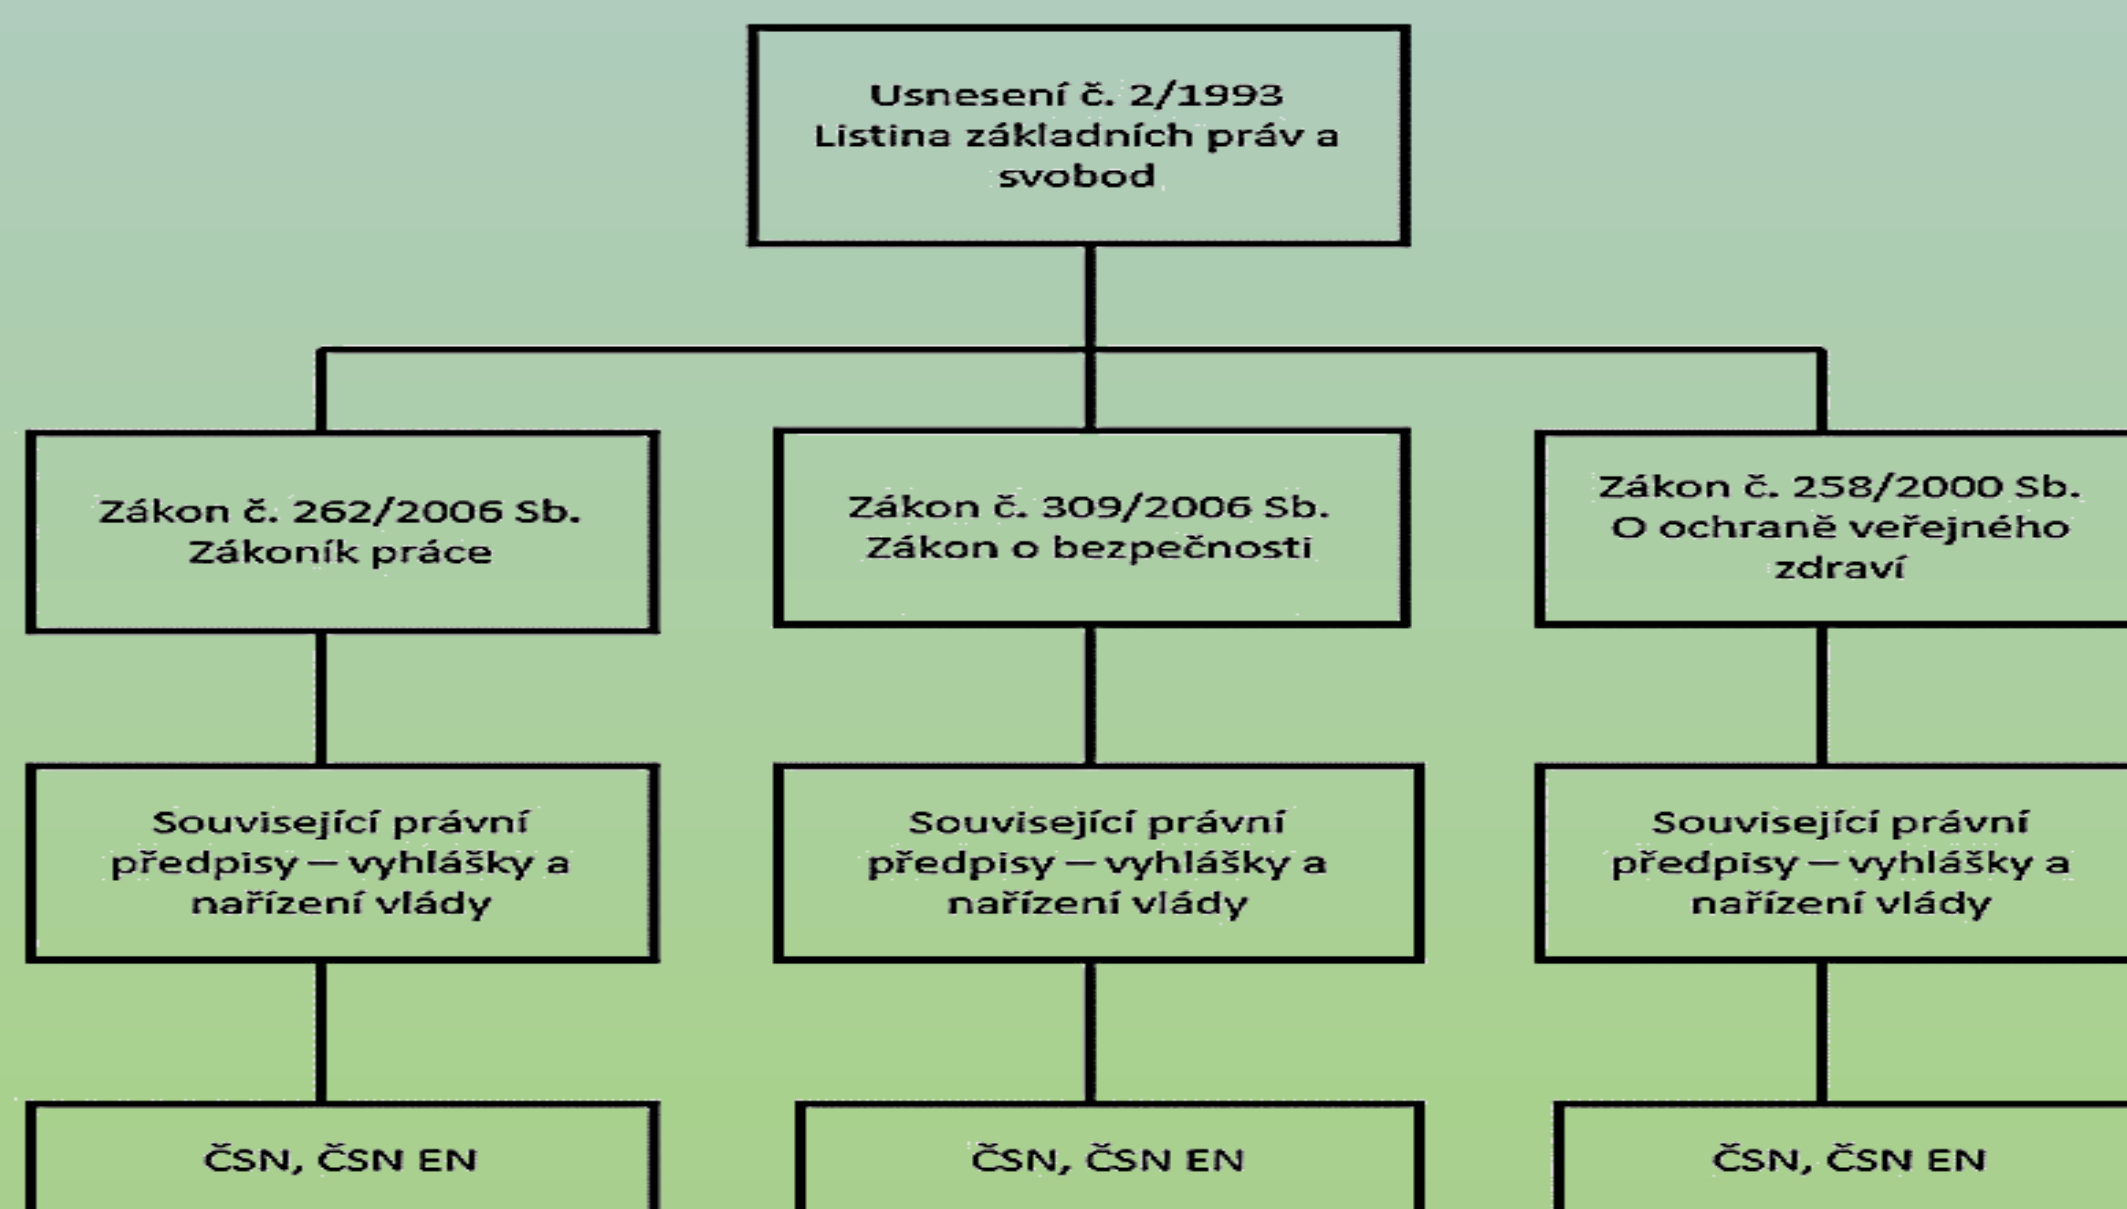 Usnesení č. 2/1993
Listina základních práv a
svobod
Zákon č. 262/2006 Sb.
Zákoník práce
Zákon č. 309/2006 Sb.
Zákon o bezpečnosti
Zákon č. 258/2000 Sb.
O ochraně veřejného
zdraví
Související právní
předpisy – vyhlášky a
nařízení vlády
Související právní
předpisy – vyhlášky a
nařízení vlády
Související právní
předpisy – vyhlášky a
nařízení vlády
ČSN, ČSN EN
ČSN, ČSN EN
ČSN, ČSN EN